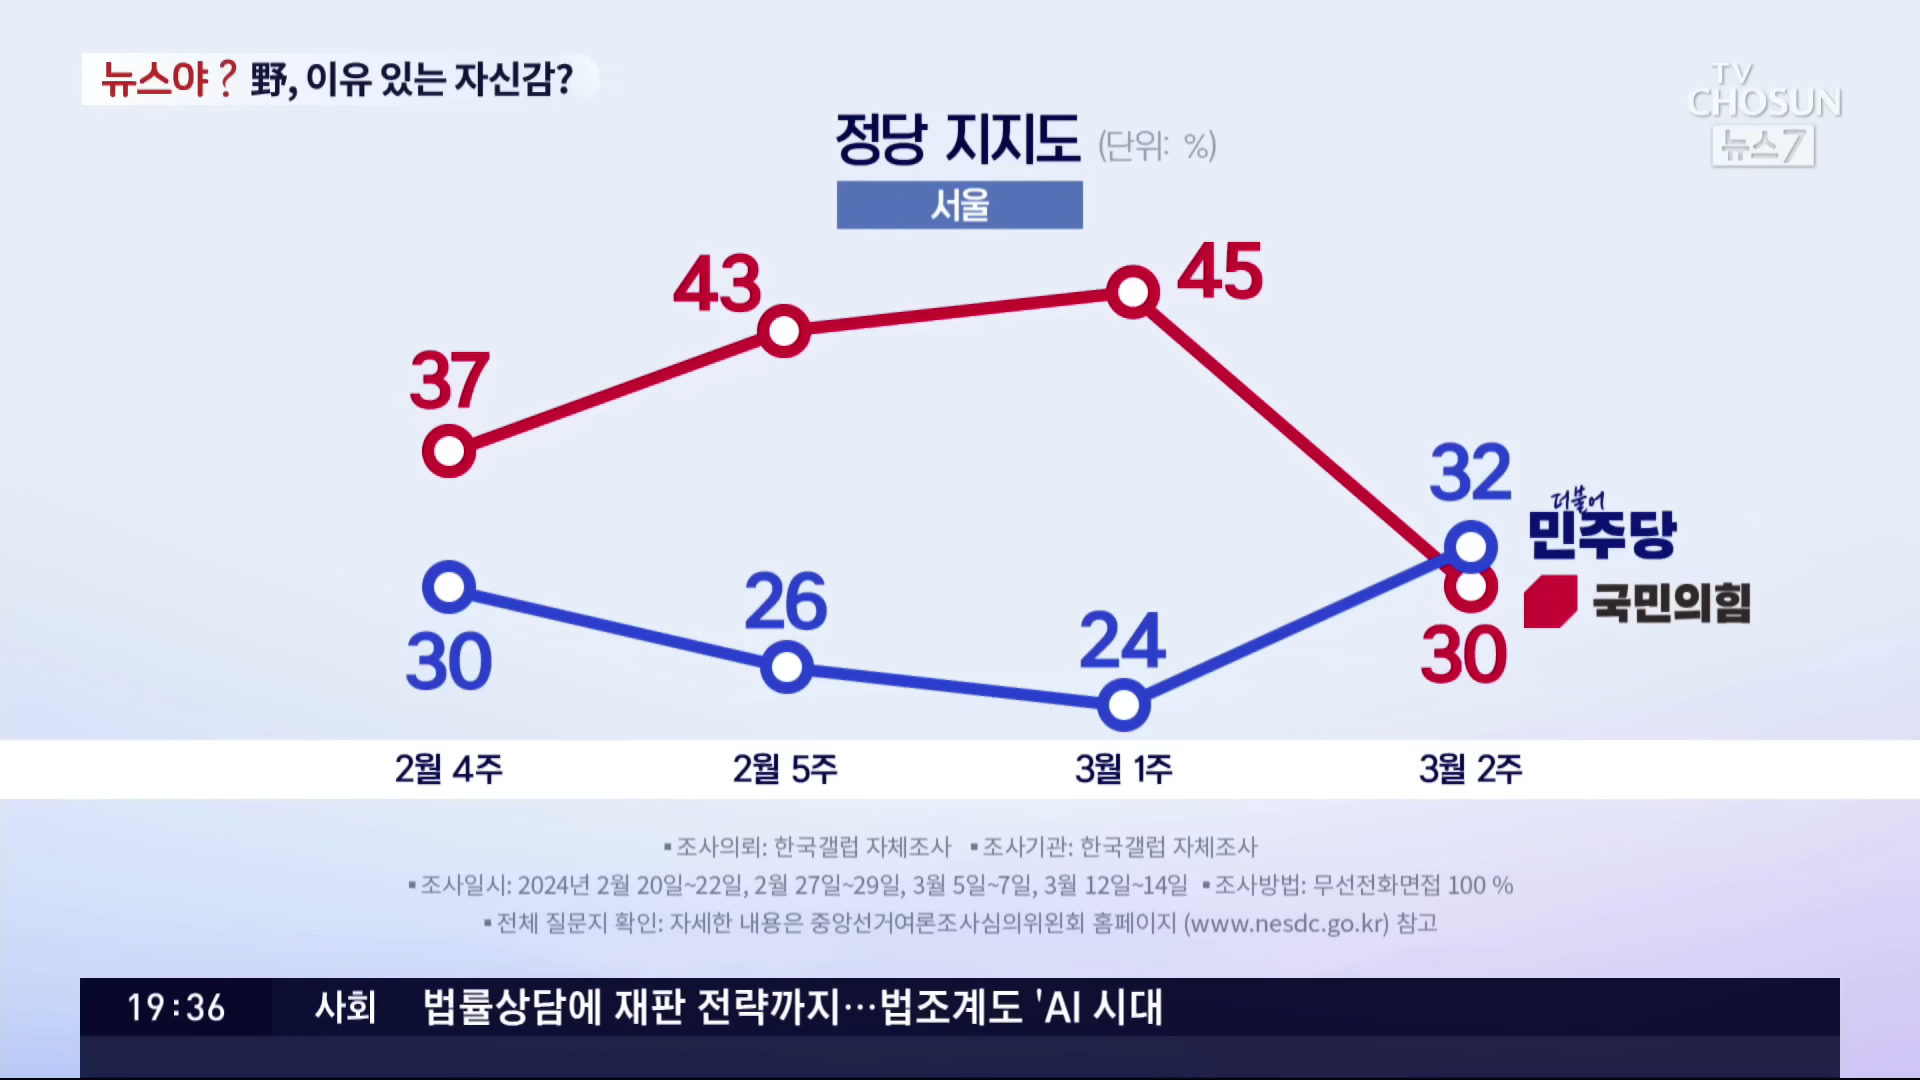 뉴스야? 野, 이유 있는 자신감?
TV
CHOSUN
뉴스7
정당 지지도 (단위: %)
서울
37
43
45
30
26
24
32
30
더불어
민주당
국민의힘
2월 4주
2월 5주
3월 1주
3월 2주
▪조사의뢰: 한국갤럽 자체조사 ▪조사기관: 한국갤럽 자체조사
▪조사일시: 2024년 2월 20일~22일, 2월 27일~29일, 3월 5일~7일, 3월 12일~14일 ▪조사방법: 무선전화면접 100 %
▪전체 질문지 확인: 자세한 내용은 중앙선거여론조사심의위원회 홈페이지 (www.nesdc.go.kr) 참고
19:36 사회 법률상담에 재판 전략까지…법조계도 'AI 시대